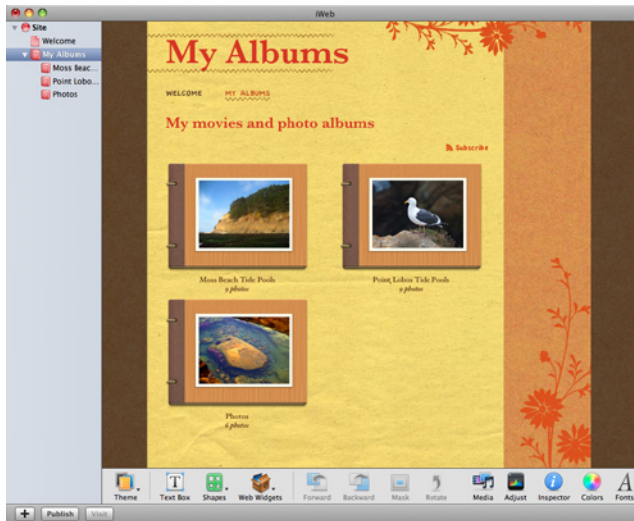 iWeb
Site
Welcome
My Albums
Moss Beac...
Point Lobo...
Photos
My Albums
WELCOME MY ALBUMS
My movies and photo albums
Subscribe
Moss Beach Tide Pools
9 photos
Point Lobos Tide Pools
9 photos
Photos
6 photos
Theme Text Box Shapes Web Widgets Forward Backward Mask Rotate Media Adjust Inspector Colors Fonts
Publish Visit